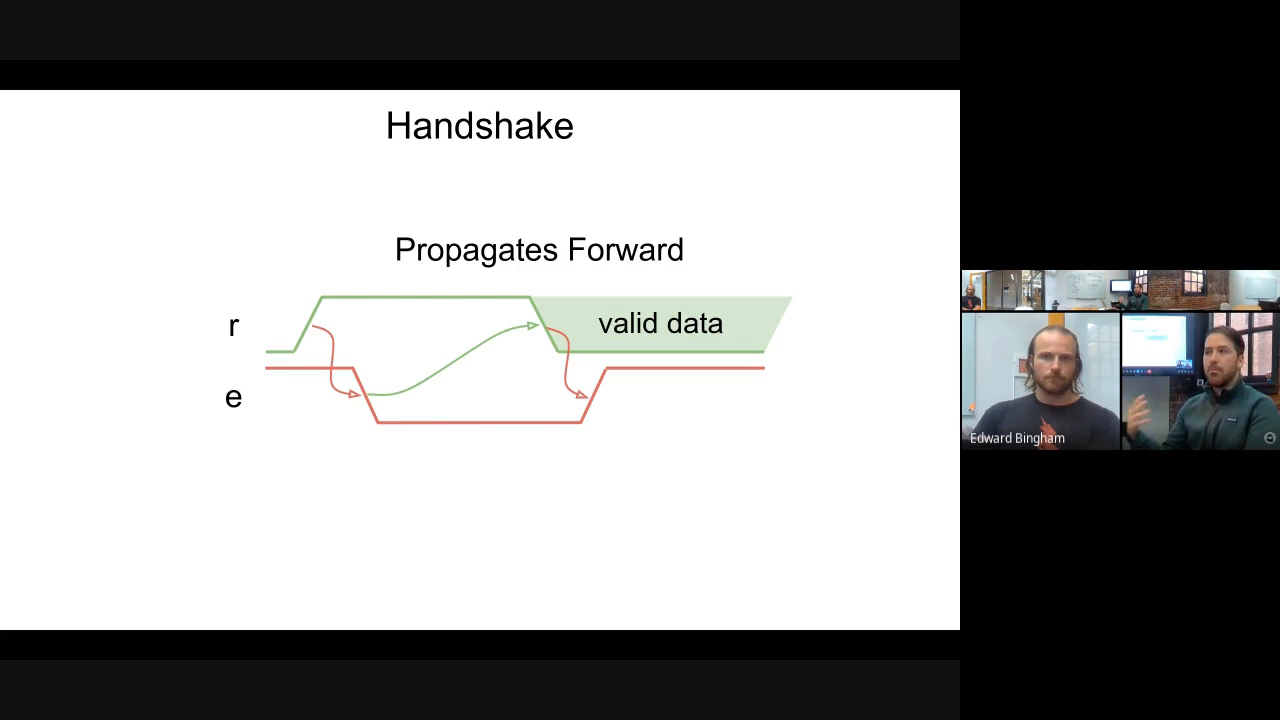 Handshake
Propagates Forward
r
valid data
e
Edward Bingham